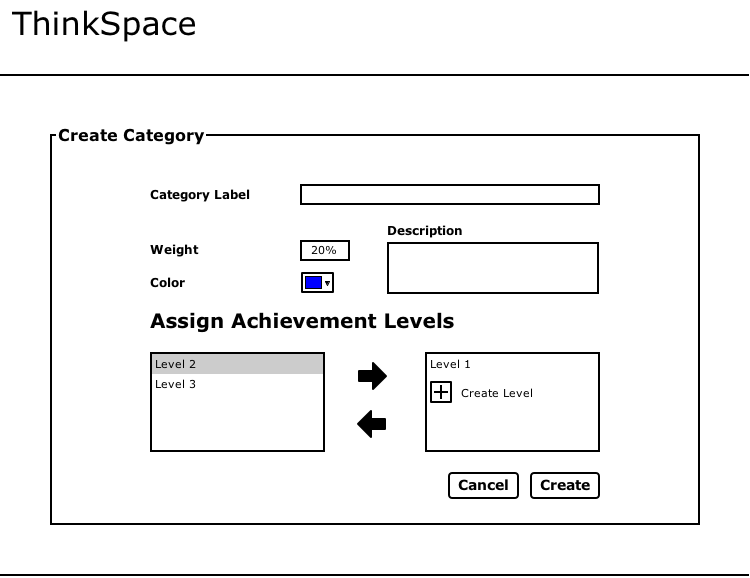 ThinkSpace
Create Category
Category Label
Description
Weight
20%
Color
Assign Achievement Levels
Level 2
Level 3
Level 1
Create Level
Cancel
Create